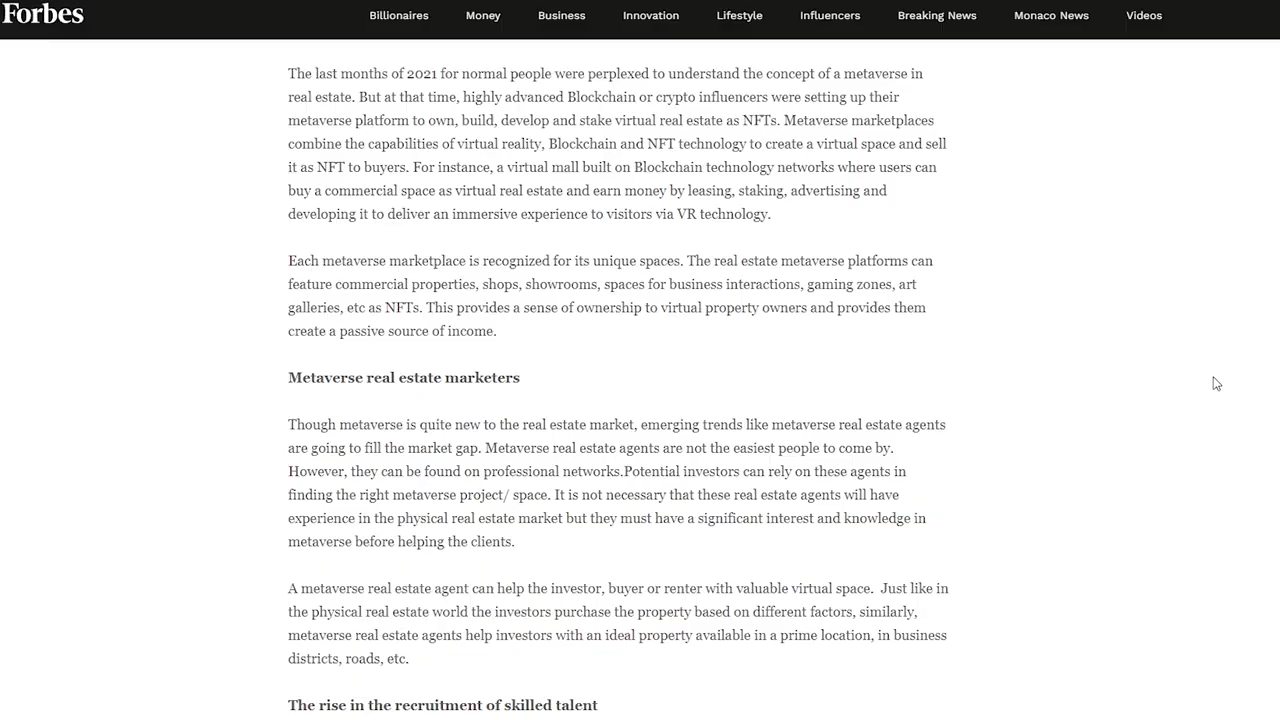 Forbes
Billionaires Money Business Innovation Lifestyle Influencers Breaking News Monaco News Videos
The last months of 2021 for normal people were perplexed to understand the concept of a metaverse in
real estate. But at that time, highly advanced Blockchain or crypto influencers were setting up their
metaverse platform to own, build, develop and stake virtual real estate as NFTs. Metaverse marketplaces
combine the capabilities of virtual reality, Blockchain and NFT technology to create a virtual space and sell
it as NFT to buyers. For instance, a virtual mall built on Blockchain technology networks where users can
buy a commercial space as virtual real estate and earn money by leasing, staking, advertising and
developing it to deliver an immersive experience to visitors via VR technology.
Each metaverse marketplace is recognized for its unique spaces. The real estate metaverse platforms can
feature commercial properties, shops, showrooms, spaces for business interactions, gaming zones, art
galleries, etc as NFTs. This provides a sense of ownership to virtual property owners and provides them
create a passive source of income.
Metaverse real estate marketers
Though metaverse is quite new to the real estate market, emerging trends like metaverse real estate agents
are going to fill the market gap. Metaverse real estate agents are not the easiest people to come by.
However, they can be found on professional networks.Potential investors can rely on these agents in
finding the right metaverse project/ space. It is not necessary that these real estate agents will have
experience in the physical real estate market but they must have a significant interest and knowledge in
metaverse before helping the clients.
A metaverse real estate agent can help the investor, buyer or renter with valuable virtual space.  Just like in
the physical real estate world the investors purchase the property based on different factors, similarly,
metaverse real estate agents help investors with an ideal property available in a prime location, in business
districts, roads, etc.
The rise in the recruitment of skilled talent